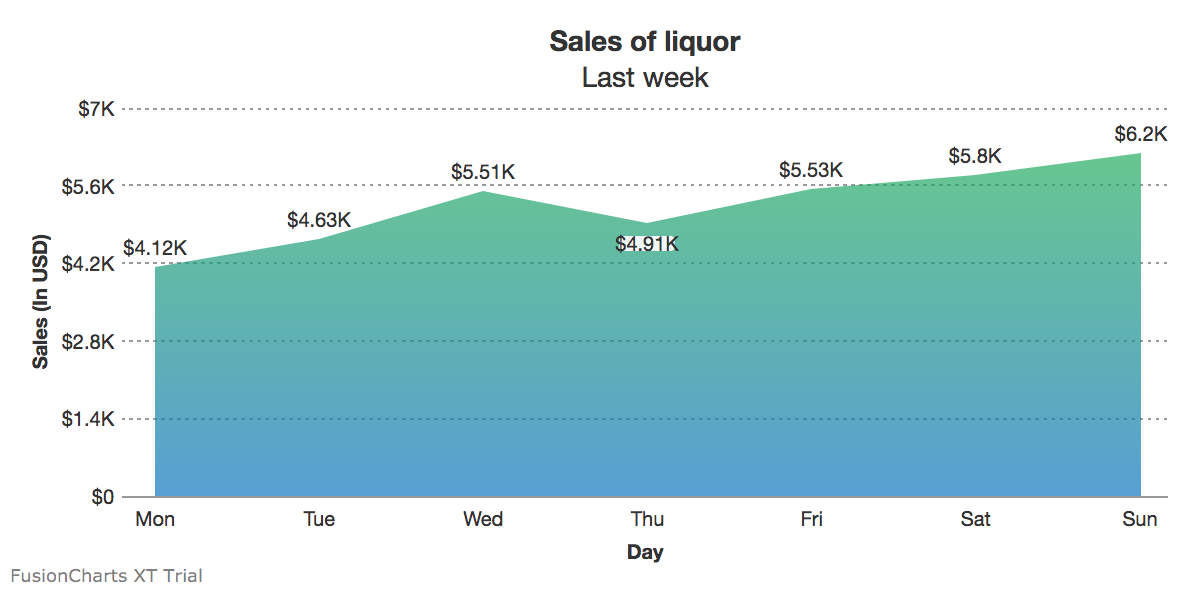 Sales of liquor
Last week
$7K
$5.6K
$4.2K
$2.8K
$1.4K
$0
Sales (In USD)
$4.12K
$4.63K
$5.51K
$4.91K
$5.53K
$5.8K
$6.2K
Mon Tue Wed Thu Fri Sat Sun
Day
FusionCharts XT Trial